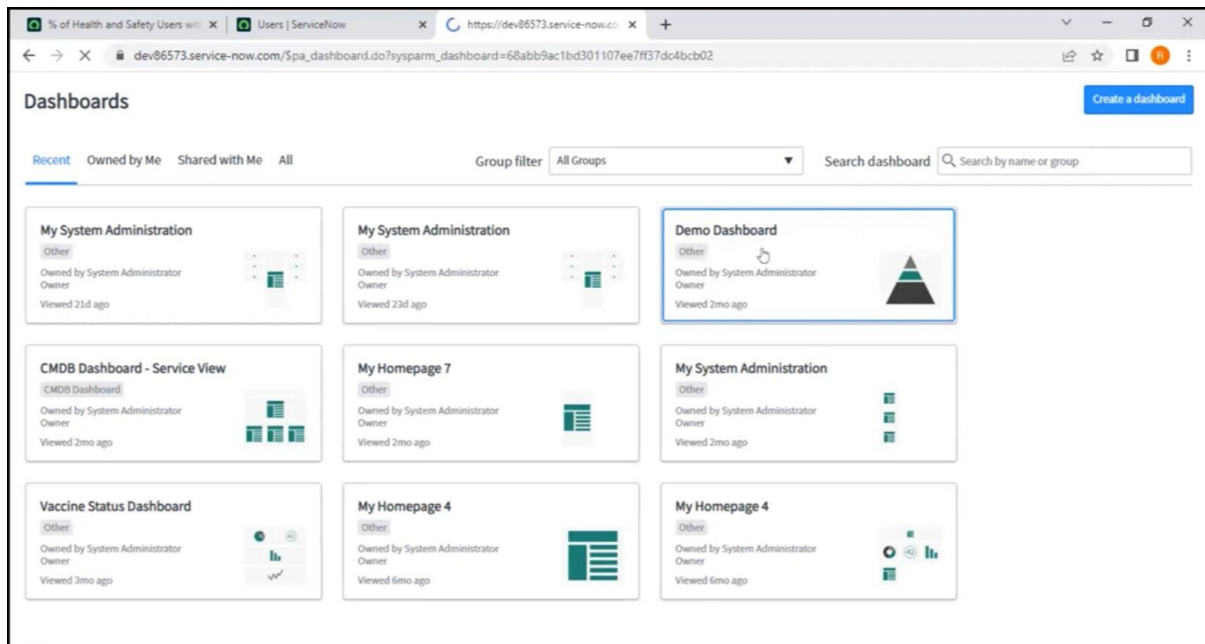 % of Health and Safety Users wit
Users | ServiceNow
https://dev86573.service-now.co
dev86573.service-now.com/$pa_dashboard.do?sysparm_dashboard=68abb9ac1bd301107ee7ff37dc4bcb02
R
Dashboards
Create a dashboard
Recent Owned by Me Shared with Me All
Group filter All Groups
Search dashboard Search by name or group
My System Administration
Other
Owned by System Administrator
Owner
Viewed 21d ago
My System Administration
Other
Owned by System Administrator
Owner
Viewed 23d ago
Demo Dashboard
Other
Owned by System Administrator
Owner
Viewed 2mo ago
CMDB Dashboard - Service View
CMDB Dashboard
Owned by System Administrator
Owner
Viewed 2mo ago
My Homepage 7
Other
Owned by System Administrator
Owner
Viewed 2mo ago
My System Administration
Other
Owned by System Administrator
Owner
Viewed 2mo ago
Vaccine Status Dashboard
Other
Owned by System Administrator
Owner
Viewed 3mo ago
My Homepage 4
Other
Owned by System Administrator
Owner
Viewed 6mo ago
My Homepage 4
Other
Owned by System Administrator
Owner
Viewed 6mo ago